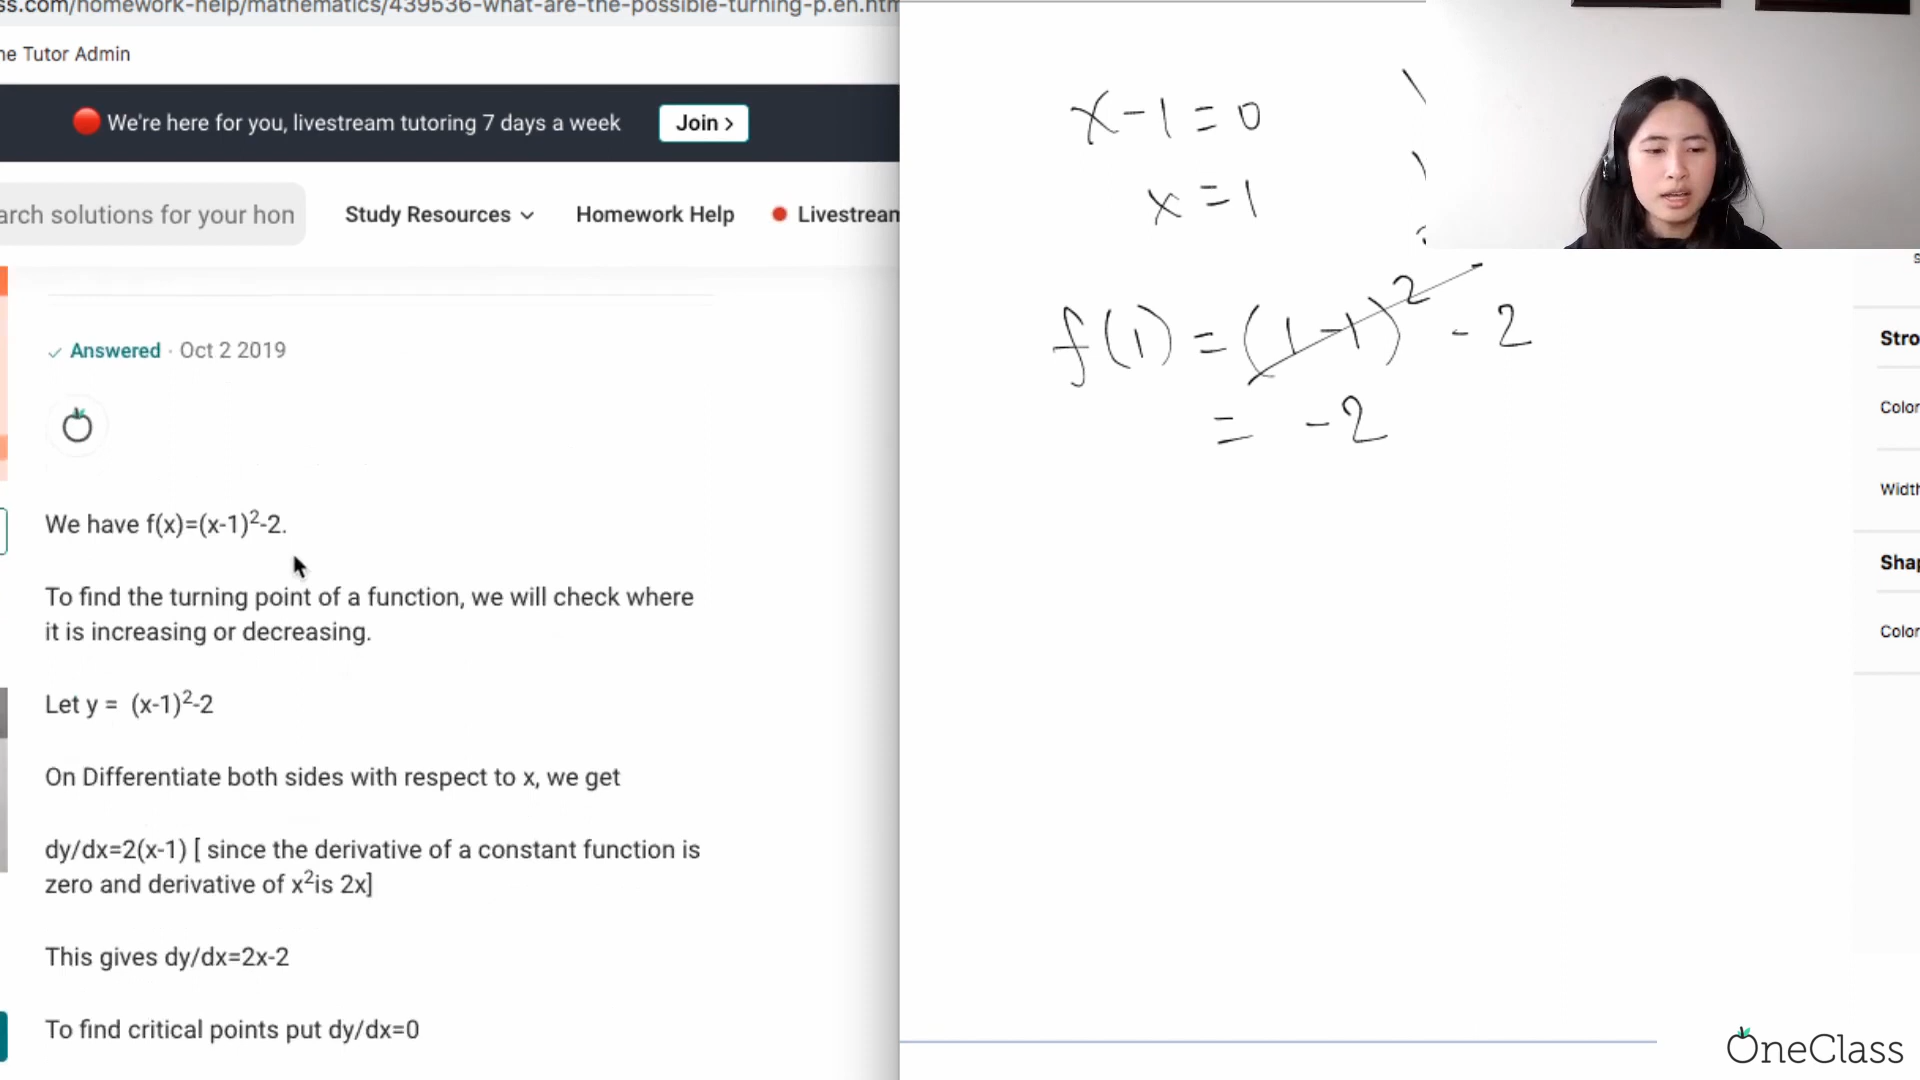 ss.com/homework-help/mathematics/439536-what-are-the-possible-turning-p.en.htm
Tutor Admin
We're here for you, livestream tutoring 7 days a week
Join >
arch solutions for your hon
Study Resources
Homework Help
Livestream
Answered · Oct 2 2019
We have f(x)=(x-1)²-2.
To find the turning point of a function, we will check where
it is increasing or decreasing.
Let y = (x-1)²-2
On Differentiate both sides with respect to x, we get
dy/dx=2(x-1) [ since the derivative of a constant function is
zero and derivative of x²is 2x]
This gives dy/dx=2x-2
To find critical points put dy/dx=0
x-1=0
x=1
f(1)=(1-1)²-2
= -2
Stro
Color
Width
Shap
Color
OneClass